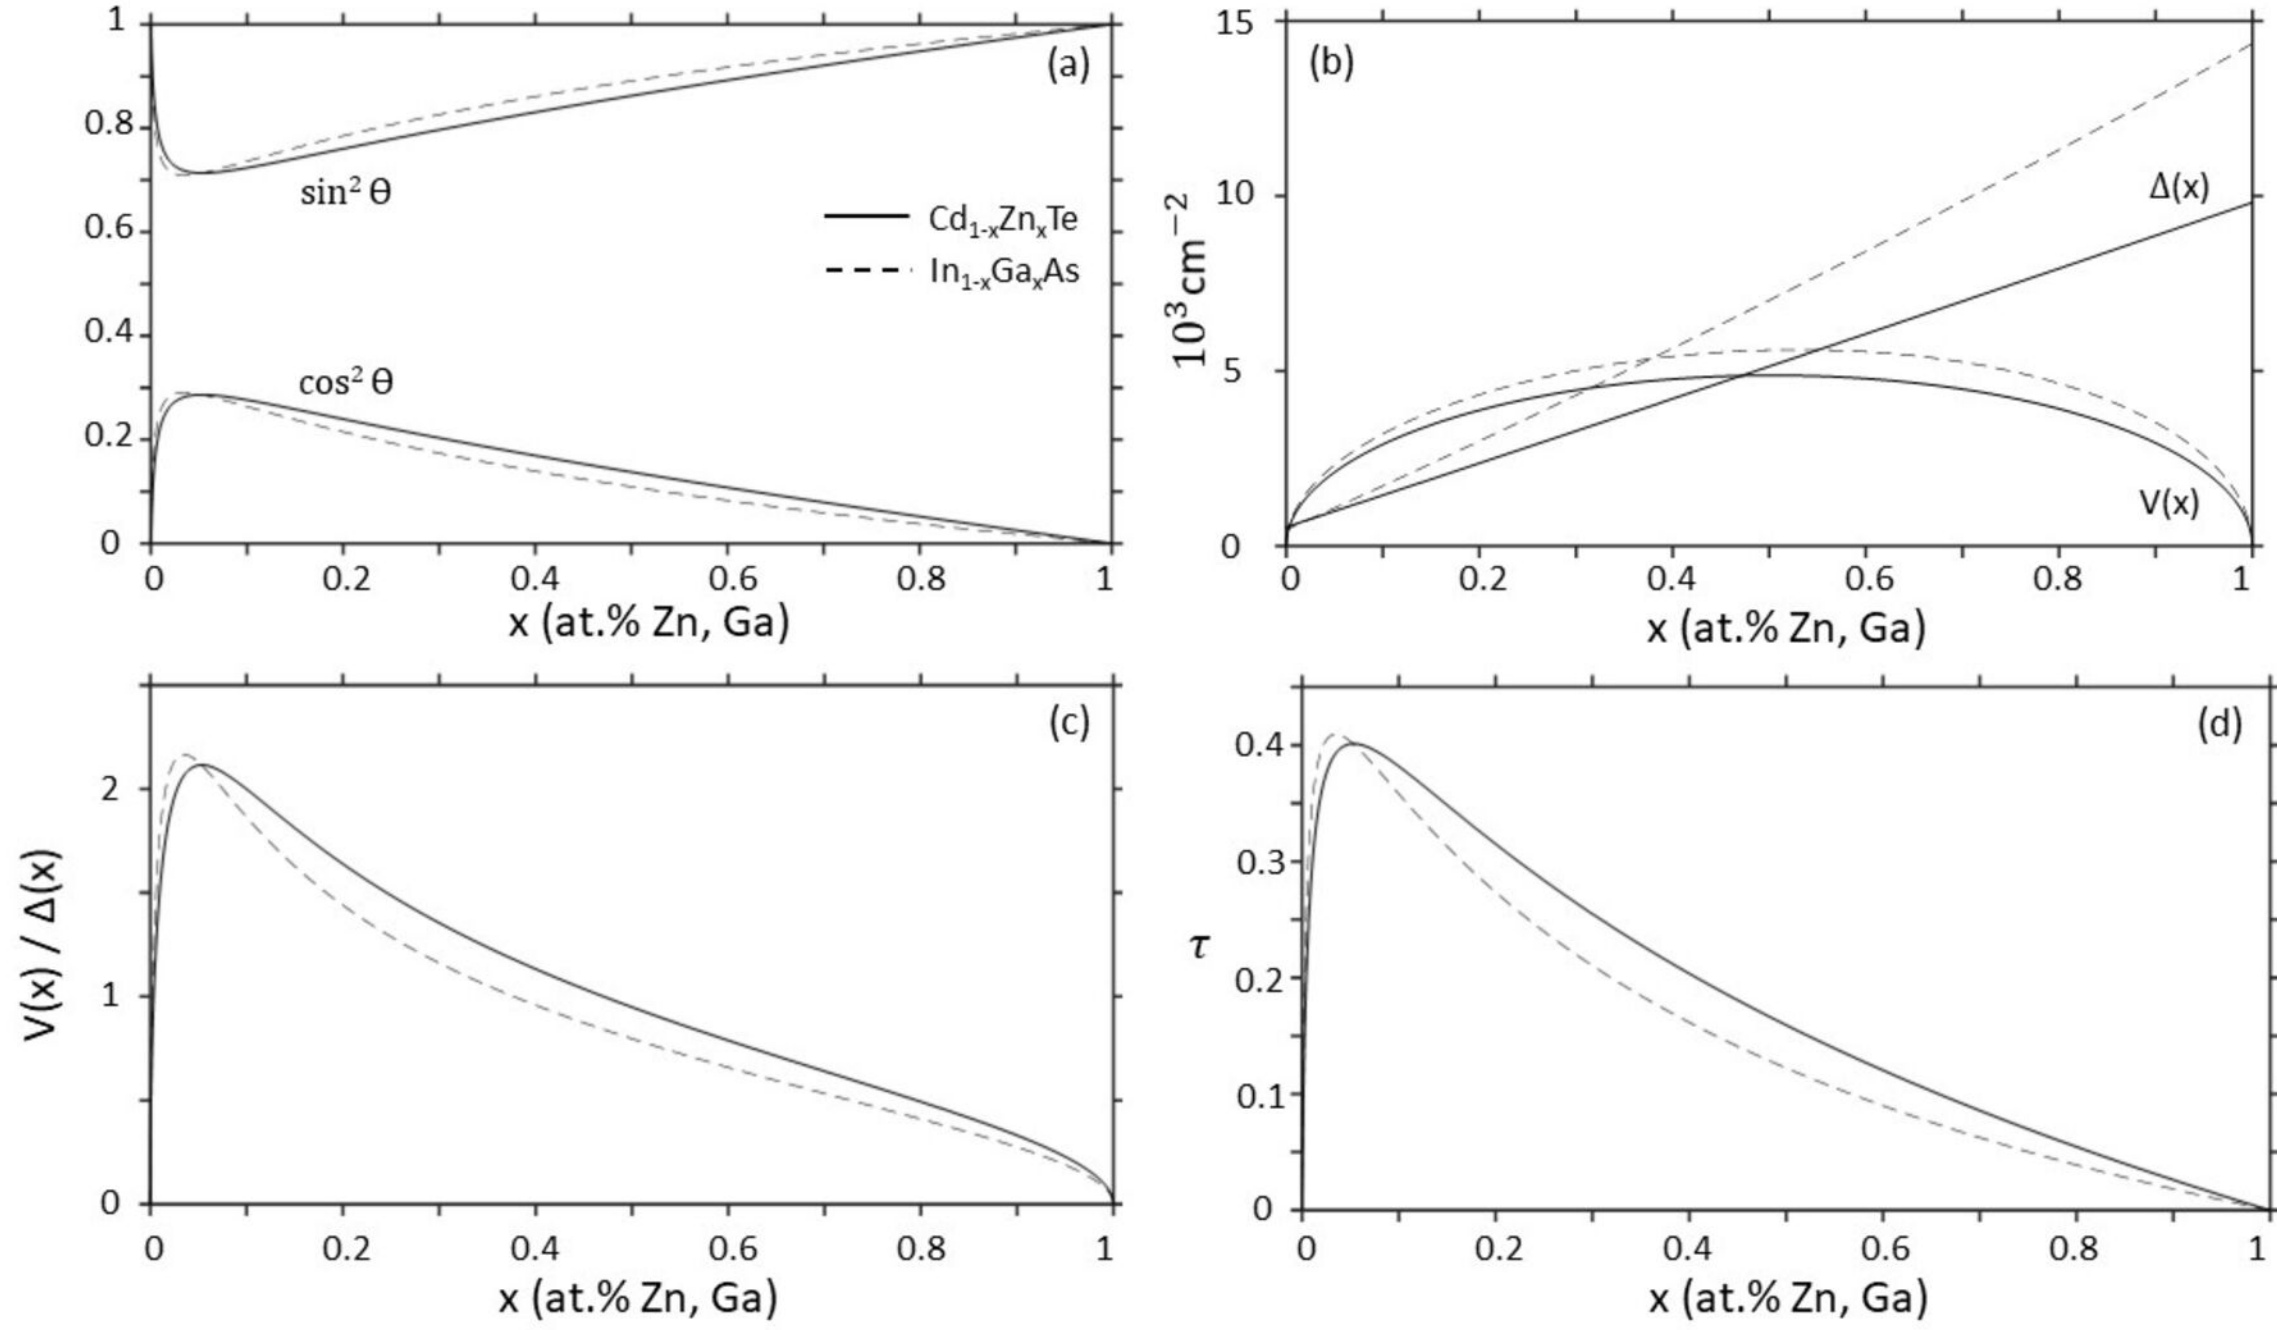 (a)
1
0.8
0.6
0.4
0.2
0
sin² θ
cos² θ
Cd₁₋ₓZnₓTe
In₁₋ₓGaₓAs
0 0.2 0.4 0.6 0.8 1
x (at.% Zn, Ga)
(b)
15
10
5
0
10³cm⁻²
Δ(x)
V(x)
0 0.2 0.4 0.6 0.8 1
x (at.% Zn, Ga)
(c)
2
1
0
V(x) / Δ(x)
0 0.2 0.4 0.6 0.8 1
x (at.% Zn, Ga)
(d)
0.4
0.3
0.2
0.1
0
τ
0 0.2 0.4 0.6 0.8 1
x (at.% Zn, Ga)